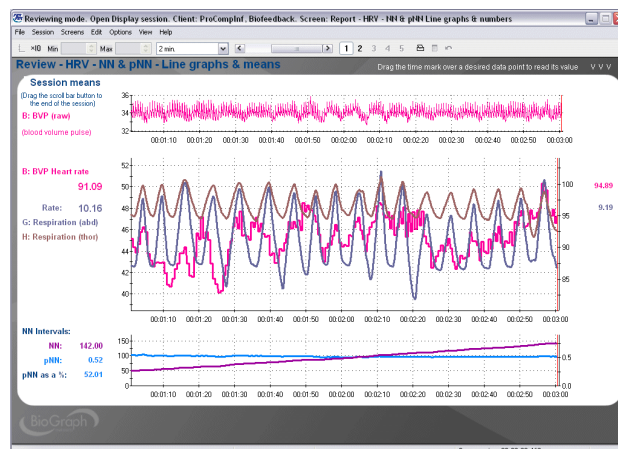 Reviewing mode. Open Display session. Client: ProCompInf, Biofeedback. Screen: Report - HRV - NN & pNN Line graphs & numbers
File Session Screens Edit Options View Help
×10 Min Max 2 min. 1 2 3 4 5
Review - HRV - NN & pNN - Line graphs & means
Drag the time mark over a desired data point to read its value V V V
Session means
(Drag the scroll bar button to
the end of the session)
B: BVP (raw)
(blood volume pulse)
36
34
32
00:01:10 00:01:20 00:01:30 00:01:40 00:01:50 00:02:00 00:02:10 00:02:20 00:02:30 00:02:40 00:02:50 00:03:00
B: BVP Heart rate
91.09
Rate: 10.16
G: Respiration (abd)
H: Respiration (thor)
52
50
48
46
44
42
40
100
95
90
85
94.89
9.19
00:01:10 00:01:20 00:01:30 00:01:40 00:01:50 00:02:00 00:02:10 00:02:20 00:02:30 00:02:40 00:02:50 00:03:00
NN Intervals:
NN: 142.00
pNN: 0.52
pNN as a %: 52.01
150
100
50
0
0.5
0.0
00:01:10 00:01:20 00:01:30 00:01:40 00:01:50 00:02:00 00:02:10 00:02:20 00:02:30 00:02:40 00:02:50 00:03:00
BioGraph